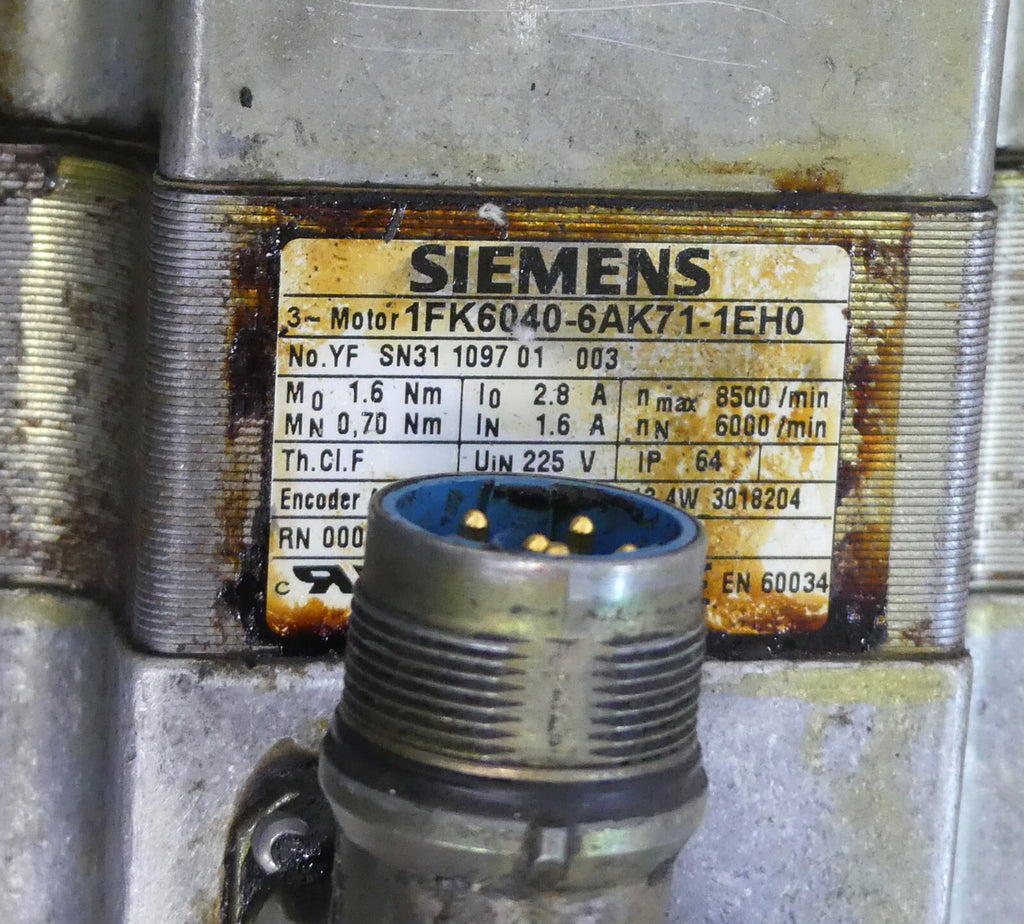 SIEMENS
3~ Motor 1FK6040-6AK71-1EH0
No.YF SN31 1097 01 003
M0 1.6 Nm I0 2.8 A nmax 8500 /min
MN 0,70 Nm IN 1.6 A nN 6000 /min
Th.Cl.F UiN 225 V IP 64
Encoder 3018204
RN 000
c EN 60034